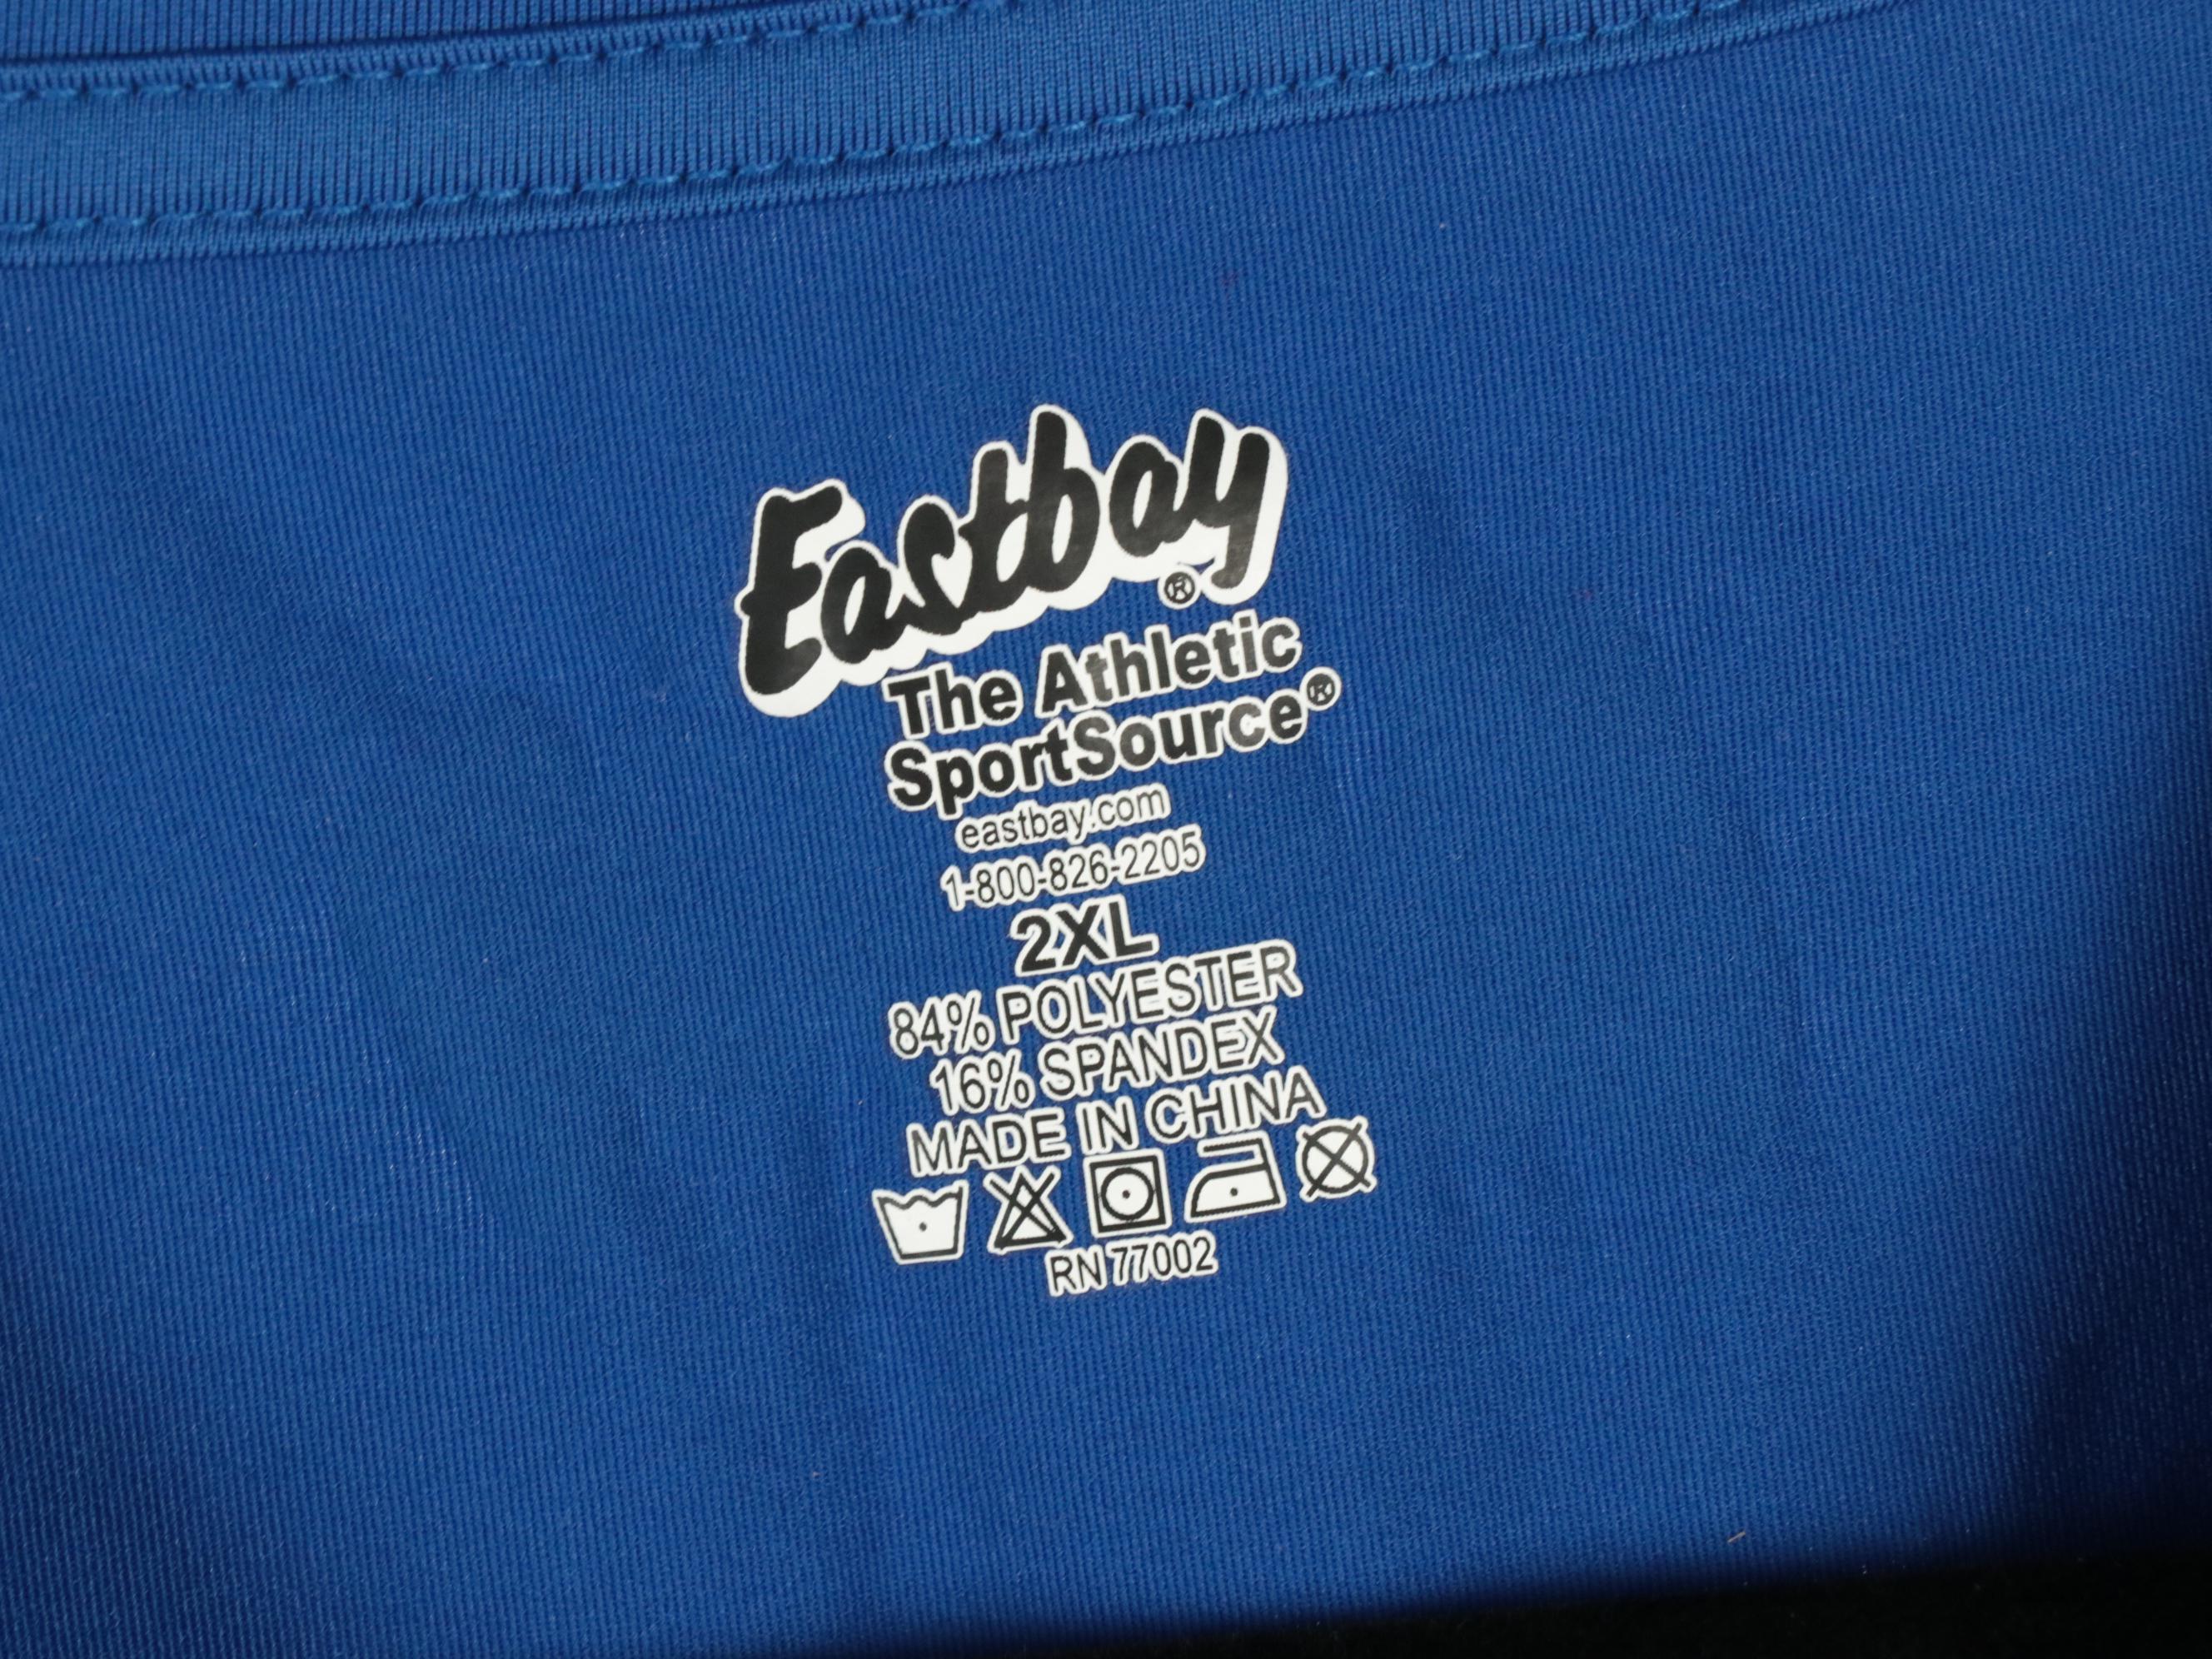 Eastbay®
The Athletic
SportSource®
eastbay.com
1-800-826-2205
2XL
84% POLYESTER
16% SPANDEX
MADE IN CHINA
RN 77002